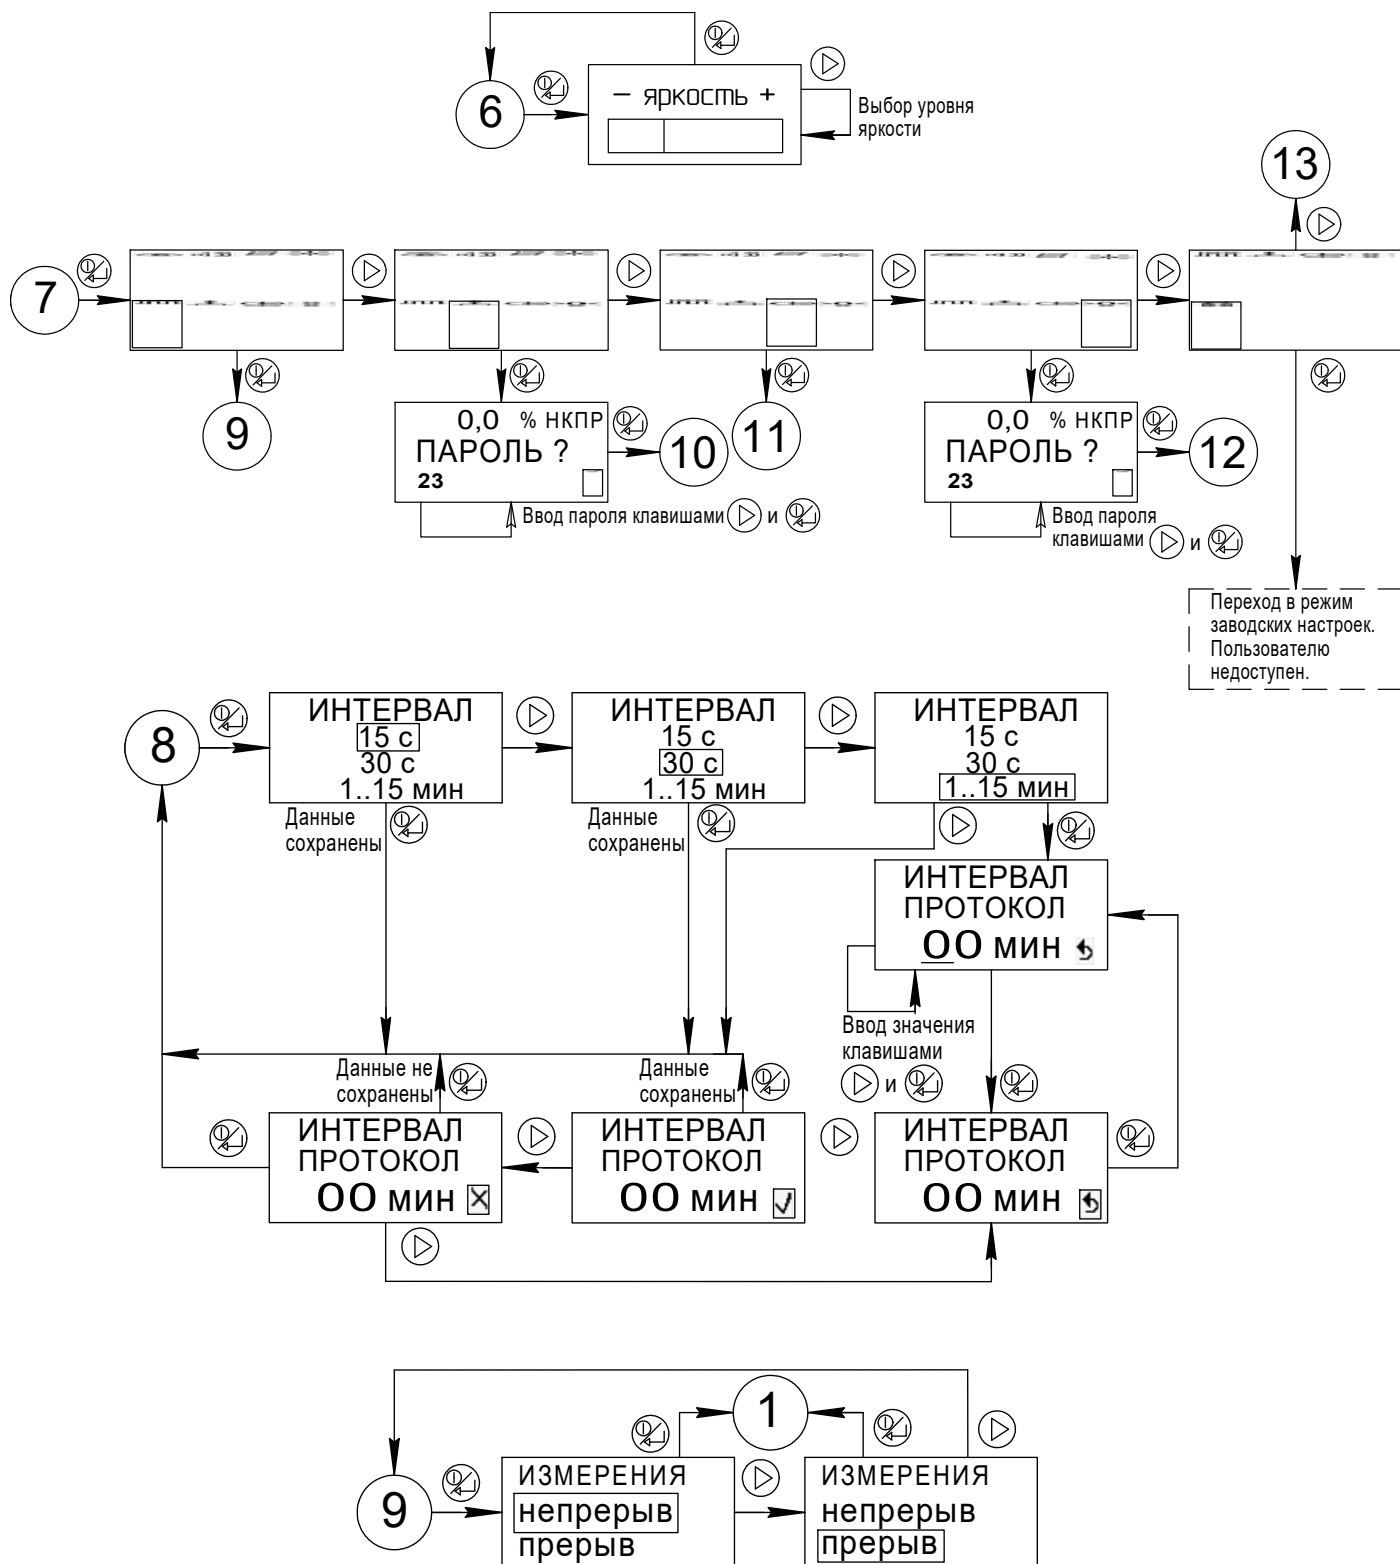 6
– яркость +
Выбор уровня
яркости
13
7
9
0,0 % НКПР
ПАРОЛЬ ?
23
10
11
0,0 % НКПР
ПАРОЛЬ ?
23
12
Ввод пароля клавишами и
Ввод пароля
клавишами и
Переход в режим
заводских настроек.
Пользователю
недоступен.
8
ИНТЕРВАЛ
15 с
30 с
1..15 мин
ИНТЕРВАЛ
15 с
30 с
1..15 мин
ИНТЕРВАЛ
15 с
30 с
1..15 мин
Данные
сохранены
Данные
сохранены
ИНТЕРВАЛ
ПРОТОКОЛ
00 мин
Ввод значения
клавишами
и
Данные не
сохранены
Данные
сохранены
ИНТЕРВАЛ
ПРОТОКОЛ
00 мин
ИНТЕРВАЛ
ПРОТОКОЛ
00 мин
ИНТЕРВАЛ
ПРОТОКОЛ
00 мин
1
9
ИЗМЕРЕНИЯ
непрерыв
прерыв
ИЗМЕРЕНИЯ
непрерыв
прерыв